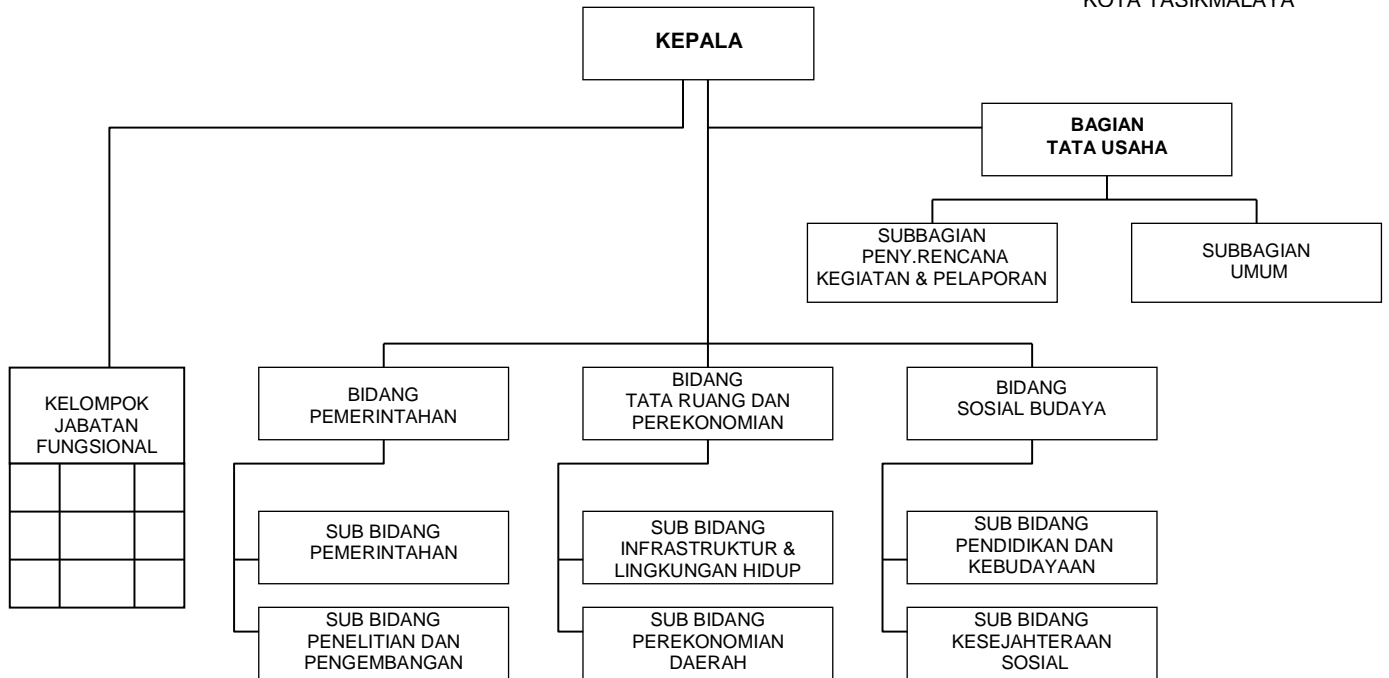 KOTA TASIKMALAYA
KEPALA
BAGIAN
TATA USAHA
SUBBAGIAN
PENY.RENCANA
KEGIATAN & PELAPORAN
SUBBAGIAN
UMUM
KELOMPOK
JABATAN
FUNGSIONAL
BIDANG
PEMERINTAHAN
BIDANG
TATA RUANG DAN
PEREKONOMIAN
BIDANG
SOSIAL BUDAYA
SUB BIDANG
PEMERINTAHAN
SUB BIDANG
INFRASTRUKTUR &
LINGKUNGAN HIDUP
SUB BIDANG
PENDIDIKAN DAN
KEBUDAYAAN
SUB BIDANG
PENELITIAN DAN
PENGEMBANGAN
SUB BIDANG
PEREKONOMIAN
DAERAH
SUB BIDANG
KESEJAHTERAAN
SOSIAL